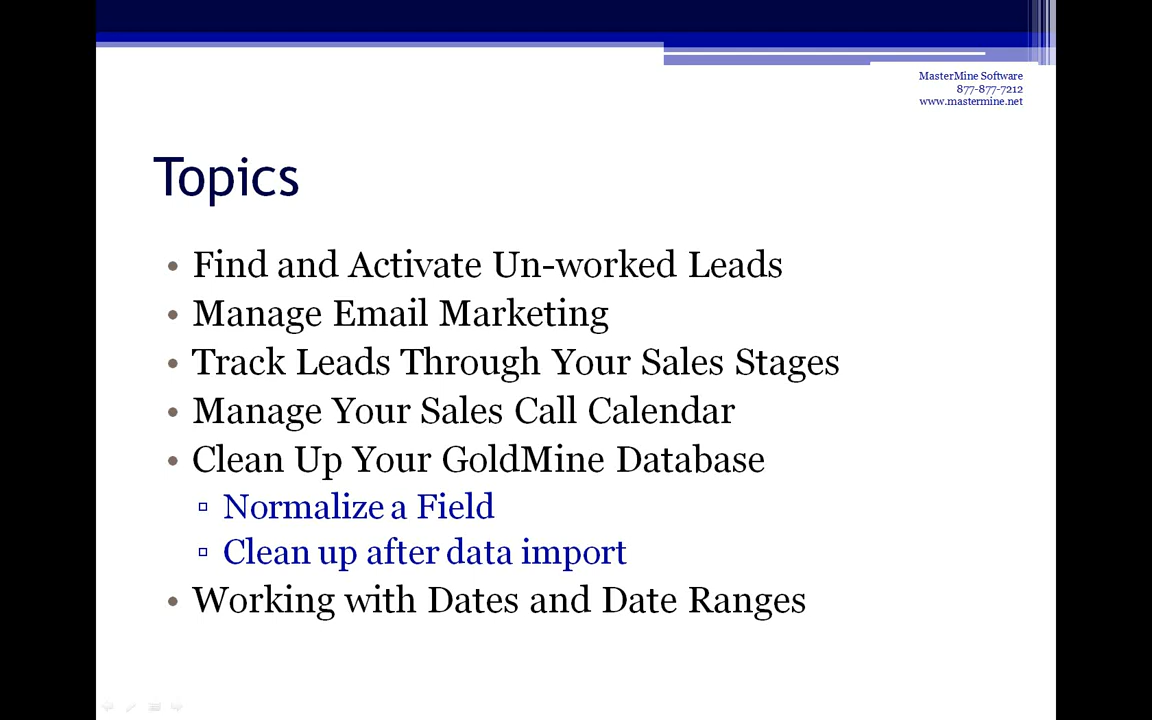 MasterMine Software
877-877-7212
www.mastermine.net
Topics
• Find and Activate Un-worked Leads
• Manage Email Marketing
• Track Leads Through Your Sales Stages
• Manage Your Sales Call Calendar
• Clean Up Your GoldMine Database
▫ Normalize a Field
▫ Clean up after data import
• Working with Dates and Date Ranges